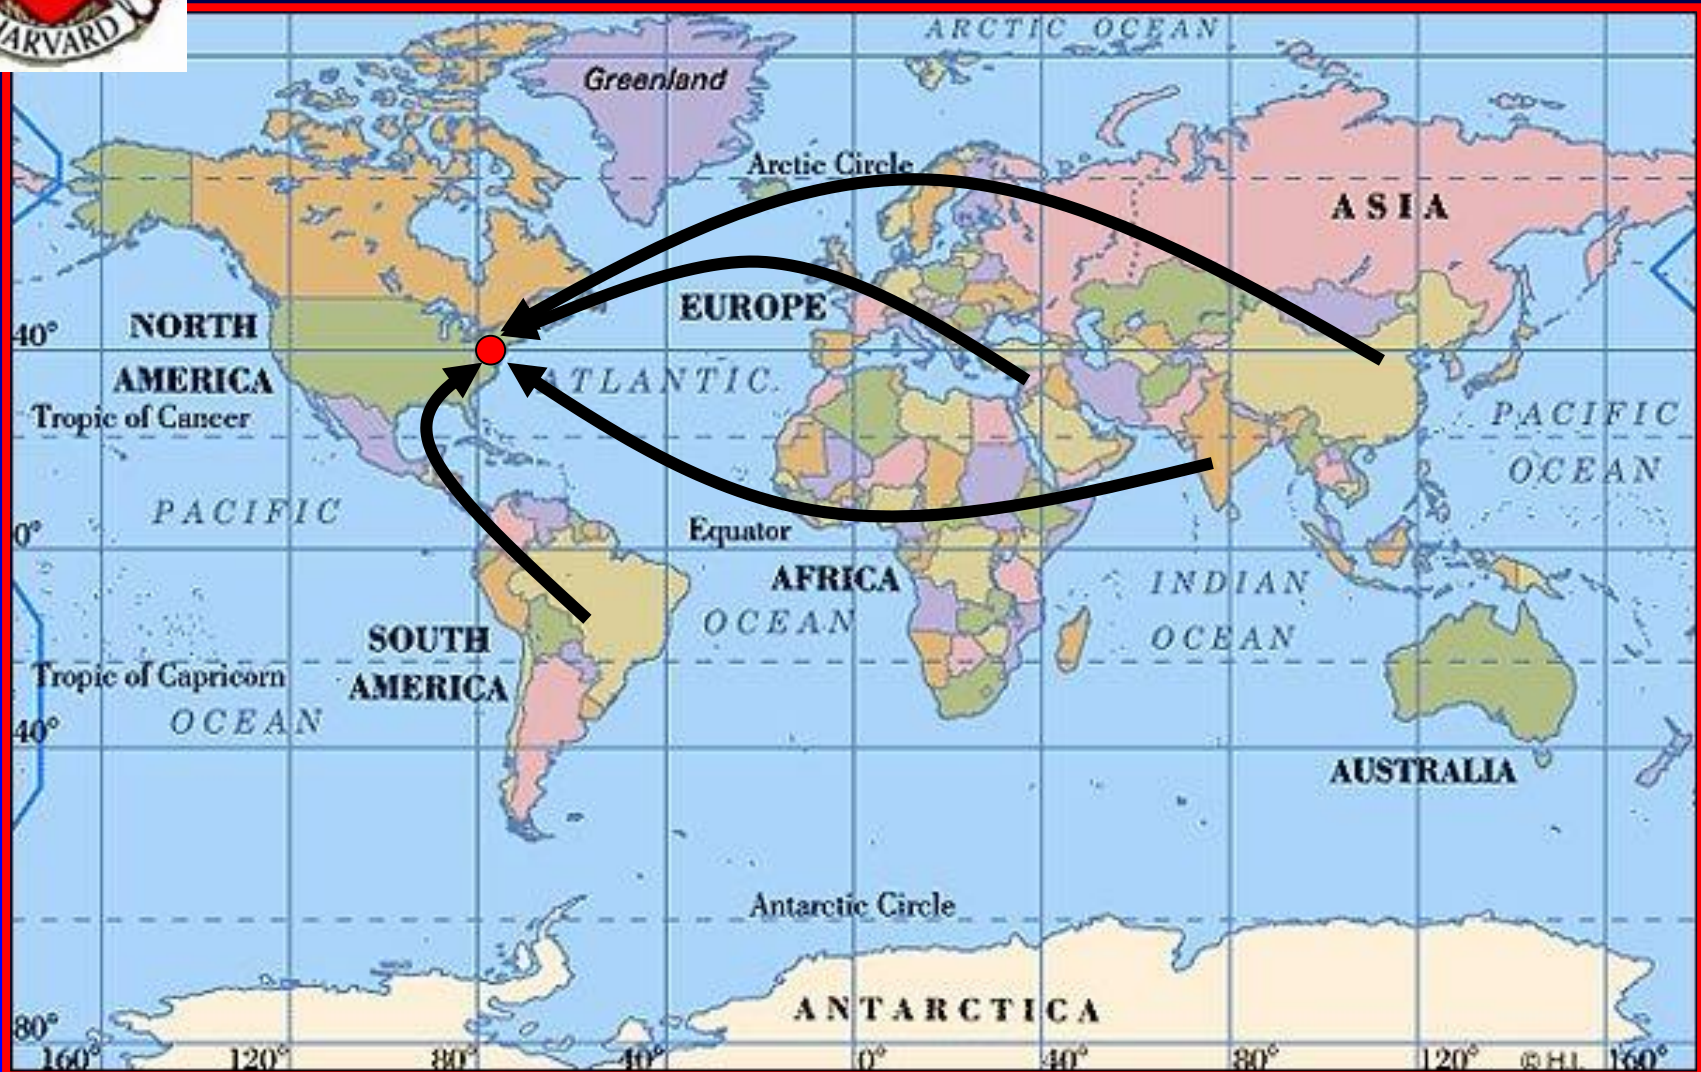 HARVARD
ARCTIC OCEAN
Greenland
Arctic Circle
ASIA
EUROPE
NORTH
AMERICA
40°
ATLANTIC
Tropic of Cancer
PACIFIC
OCEAN
PACIFIC
0°
Equator
AFRICA
INDIAN
OCEAN
OCEAN
SOUTH
AMERICA
Tropic of Capricorn
OCEAN
40°
AUSTRALIA
Antarctic Circle
ANTARCTICA
80°
160° 120° 80° 40° 0° 40° 80° 120° © H.L. 160°